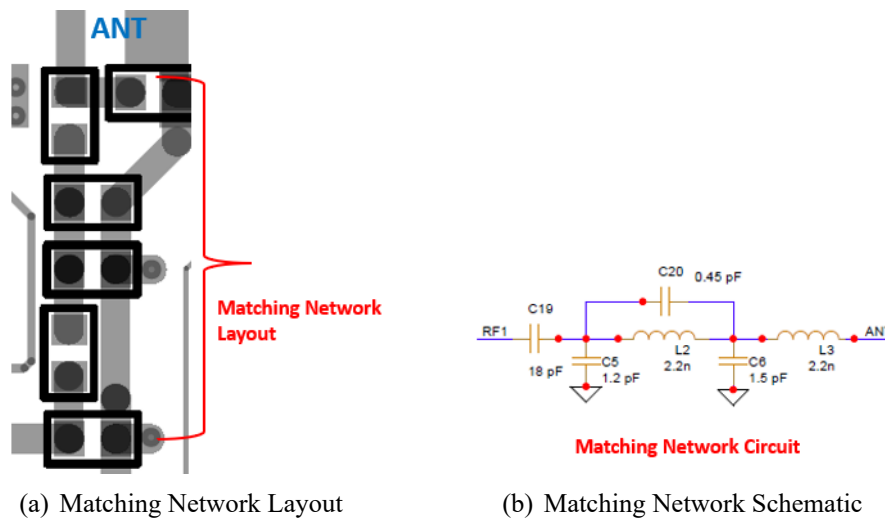 ANT
Matching Network
Layout
C20
0.45 pF
C19
RF1
AN
18 pF
C5
1.2 pF
L2
2.2n
C6
1.5 pF
L3
2.2n
Matching Network Circuit
(a) Matching Network Layout
(b) Matching Network Schematic